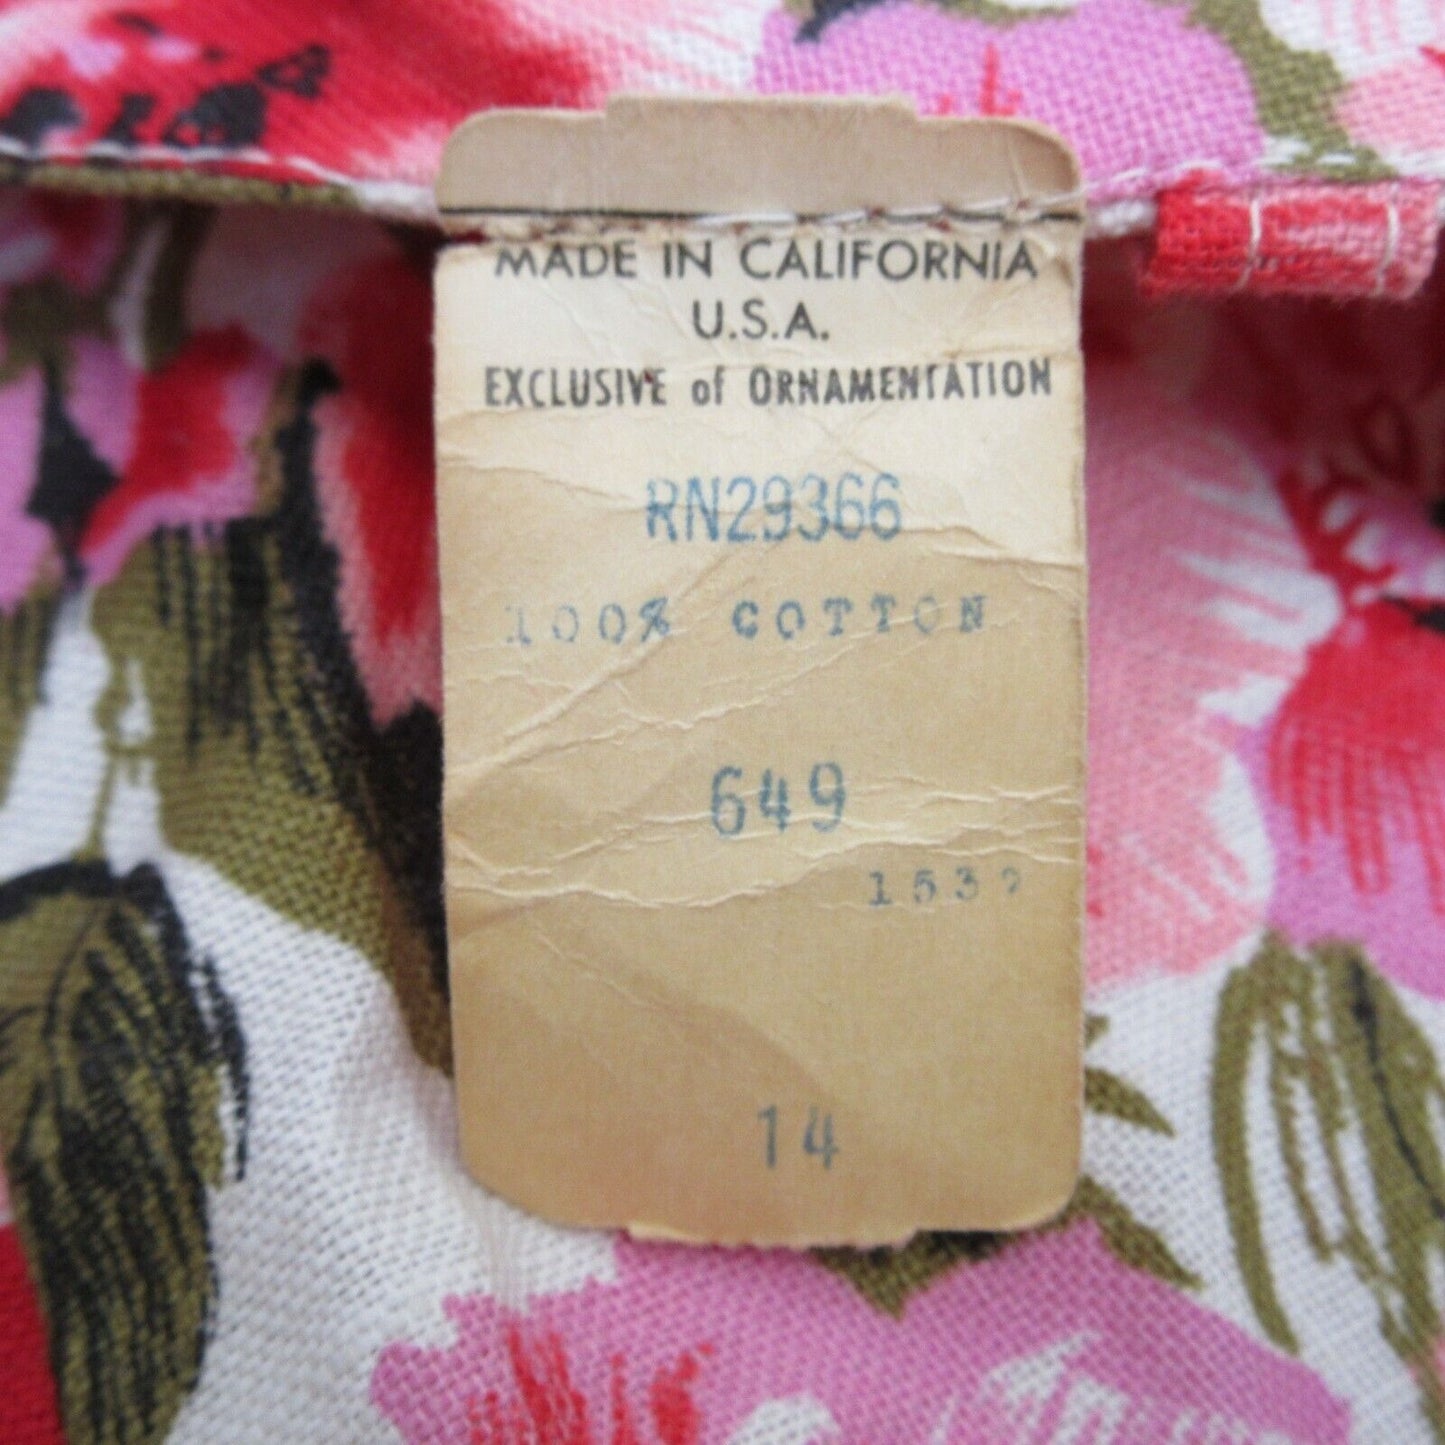 MADE IN CALIFORNIA
U.S.A.
EXCLUSIVE of ORNAMENTATION
RN29366
100% COTTON
649
14